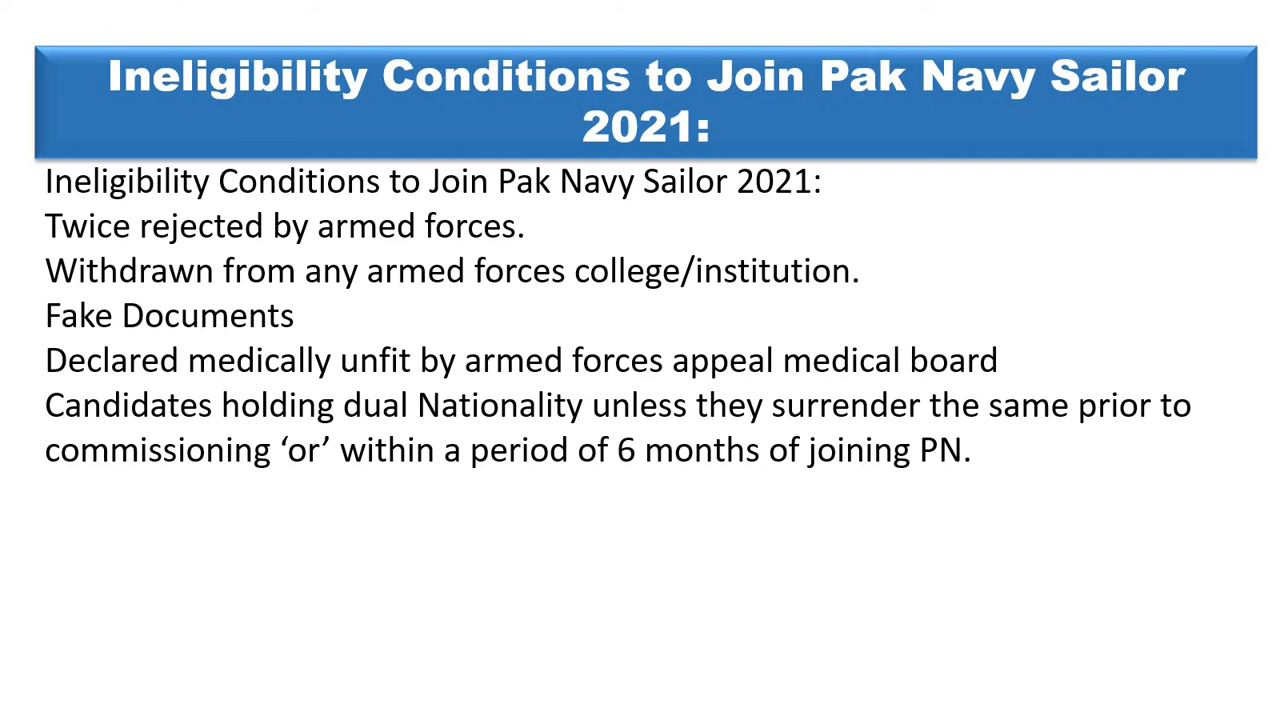 Ineligibility Conditions to Join Pak Navy Sailor
2021:
Ineligibility Conditions to Join Pak Navy Sailor 2021:
Twice rejected by armed forces.
Withdrawn from any armed forces college/institution.
Fake Documents
Declared medically unfit by armed forces appeal medical board
Candidates holding dual Nationality unless they surrender the same prior to
commissioning ‘or’ within a period of 6 months of joining PN.